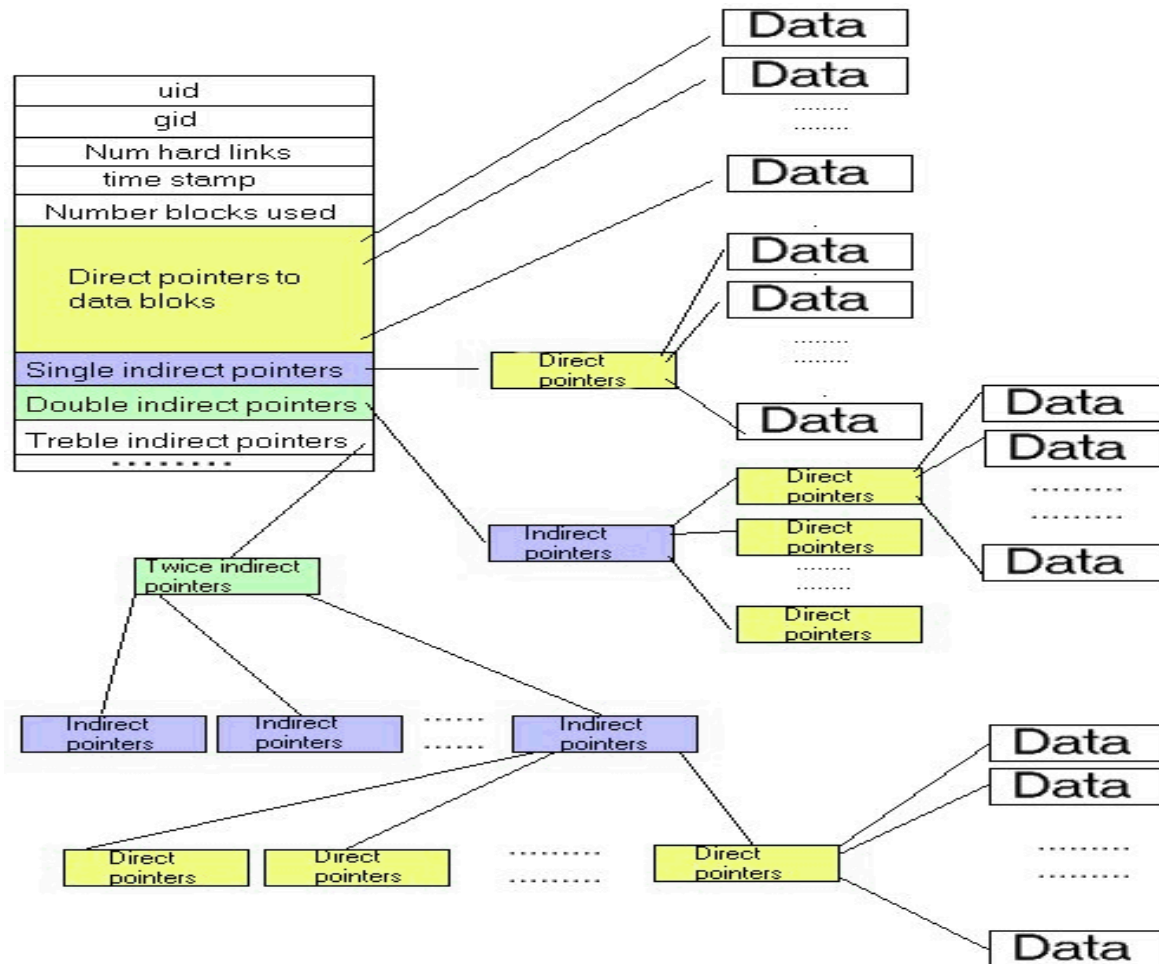 uid
gid
Num hard links
time stamp
Number blocks used
Direct pointers to
data bloks
Single indirect pointers
Double indirect pointers
Treble indirect pointers
........
Data
Data
........
........
Data
Direct
pointers
Data
Data
........
........
Data
Indirect
pointers
Direct
pointers
Direct
pointers
........
........
Direct
pointers
Data
Data
.........
.........
Data
Twice indirect
pointers
Indirect
pointers
Indirect
pointers
......
......
Indirect
pointers
Direct
pointers
Direct
pointers
.........
.........
Direct
pointers
Data
Data
.........
.........
Data